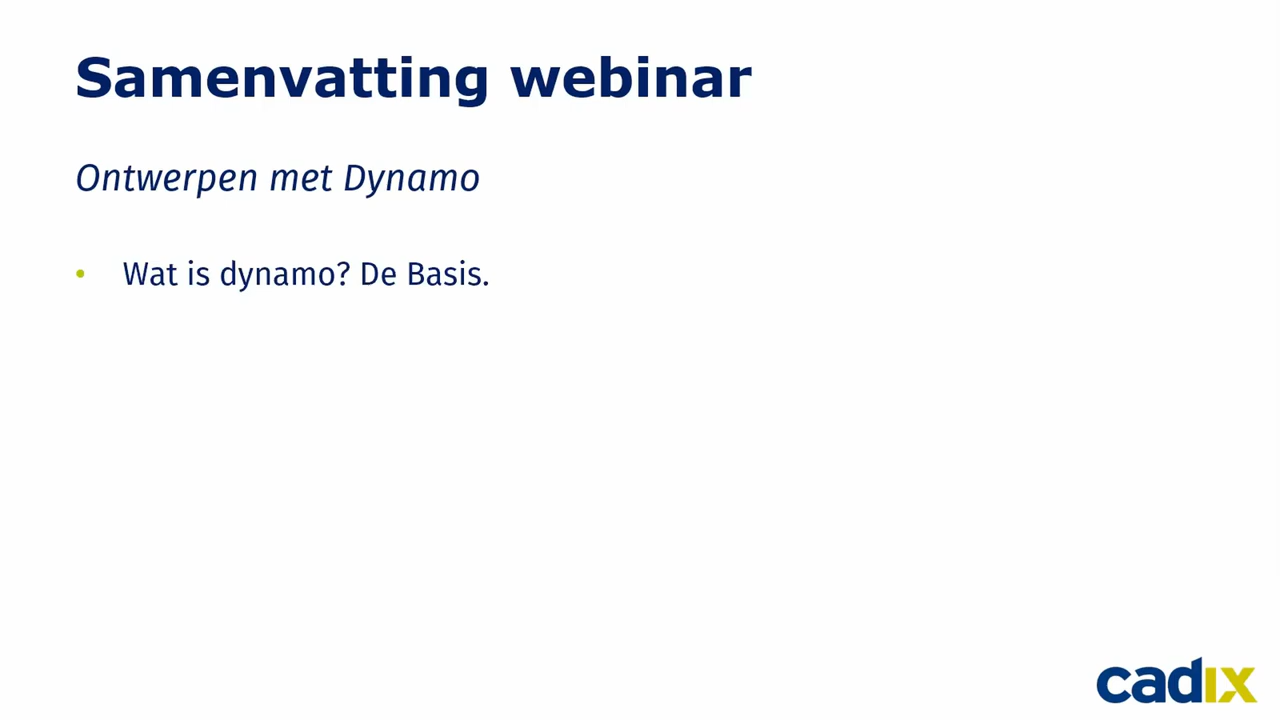 Samenvatting webinar
Ontwerpen met Dynamo
• Wat is dynamo? De Basis.
cadix